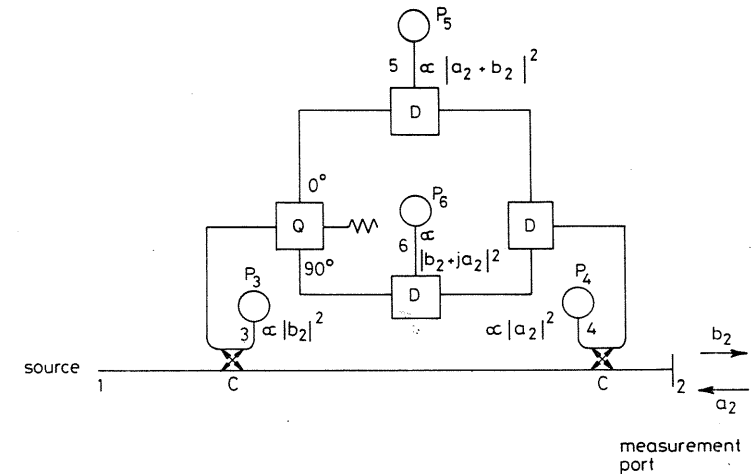 P5
5 ∝ |a2 + b2|^2
D
0°
Q
P6
6 ∝
|b2+ja2|^2
D
90°
D
P3
3 ∝|b2|^2
P4
∝|a2|^2 4
source
1
C
C
2
b2
a2
measurement
port